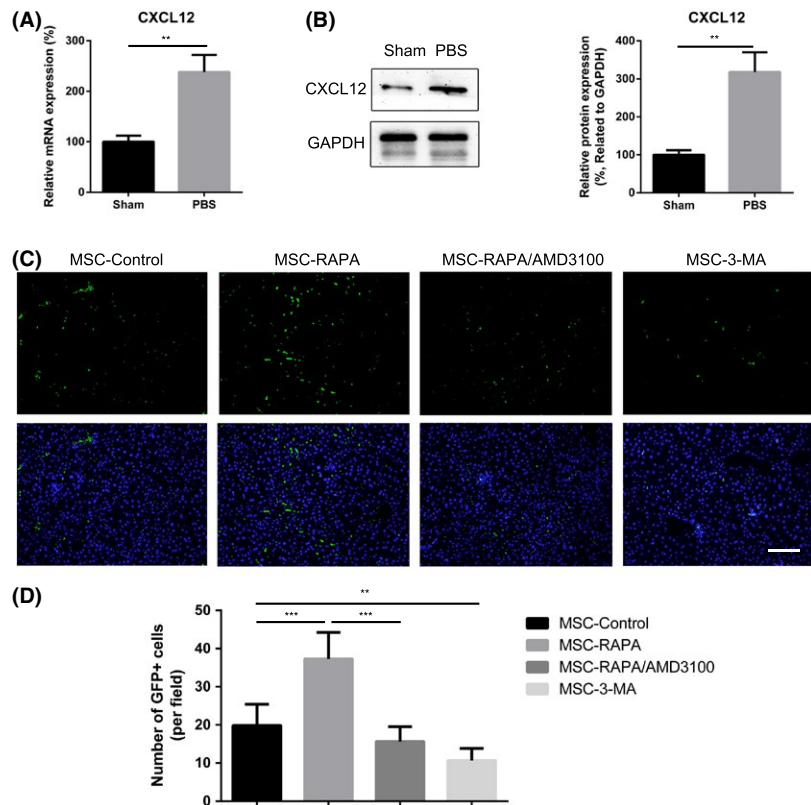 (A)
CXCL12
Relative mRNA expression (%)
300
200
100
0
**
Sham
PBS
(B)
Sham PBS
CXCL12
GAPDH
CXCL12
Relative protein expression
(%, Related to GAPDH)
400
300
200
100
0
**
Sham
PBS
(C)
MSC-Control
MSC-RAPA
MSC-RAPA/AMD3100
MSC-3-MA
(D)
Number of GFP+ cells
(per field)
50
40
30
20
10
0
**
***
***
MSC-Control
MSC-RAPA
MSC-RAPA/AMD3100
MSC-3-MA